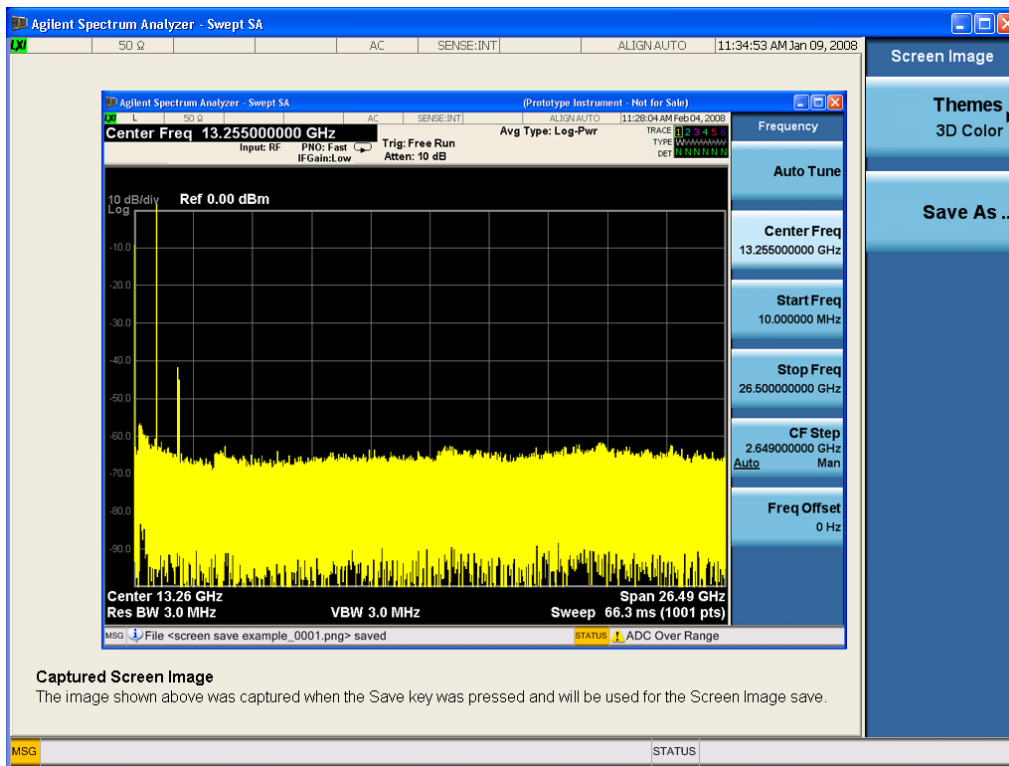 Agilent Spectrum Analyzer - Swept SA
LXI 50 Ω AC SENSE:INT ALIGN AUTO 11:34:53 AM Jan 09, 2008
Screen Image
Themes
3D Color
Save As ..
Agilent Spectrum Analyzer - Swept SA (Prototype Instrument - Not for Sale)
LXI L 50 Ω AC SENSE:INT ALIGN AUTO 11:28:04 AM Feb 04, 2008
Center Freq 13.255000000 GHz
Input: RF PNO: Fast
IFGain:Low
Trig: Free Run
Atten: 10 dB
Avg Type: Log-Pwr
TRACE 1 2 3 4 5 6
TYPE WWWWWW
DET N N N N N N
10 dB/div Ref 0.00 dBm
Log
-10.0
-20.0
-30.0
-40.0
-50.0
-60.0
-70.0
-80.0
-90.0
Center 13.26 GHz Span 26.49 GHz
Res BW 3.0 MHz VBW 3.0 MHz Sweep 66.3 ms (1001 pts)
Frequency
Auto Tune
Center Freq
13.255000000 GHz
Start Freq
10.000000 MHz
Stop Freq
26.500000000 GHz
CF Step
2.649000000 GHz
Auto Man
Freq Offset
0 Hz
MSG File <screen save example_0001.png> saved STATUS ADC Over Range
Captured Screen Image
The image shown above was captured when the Save key was pressed and will be used for the Screen Image save.
MSG STATUS